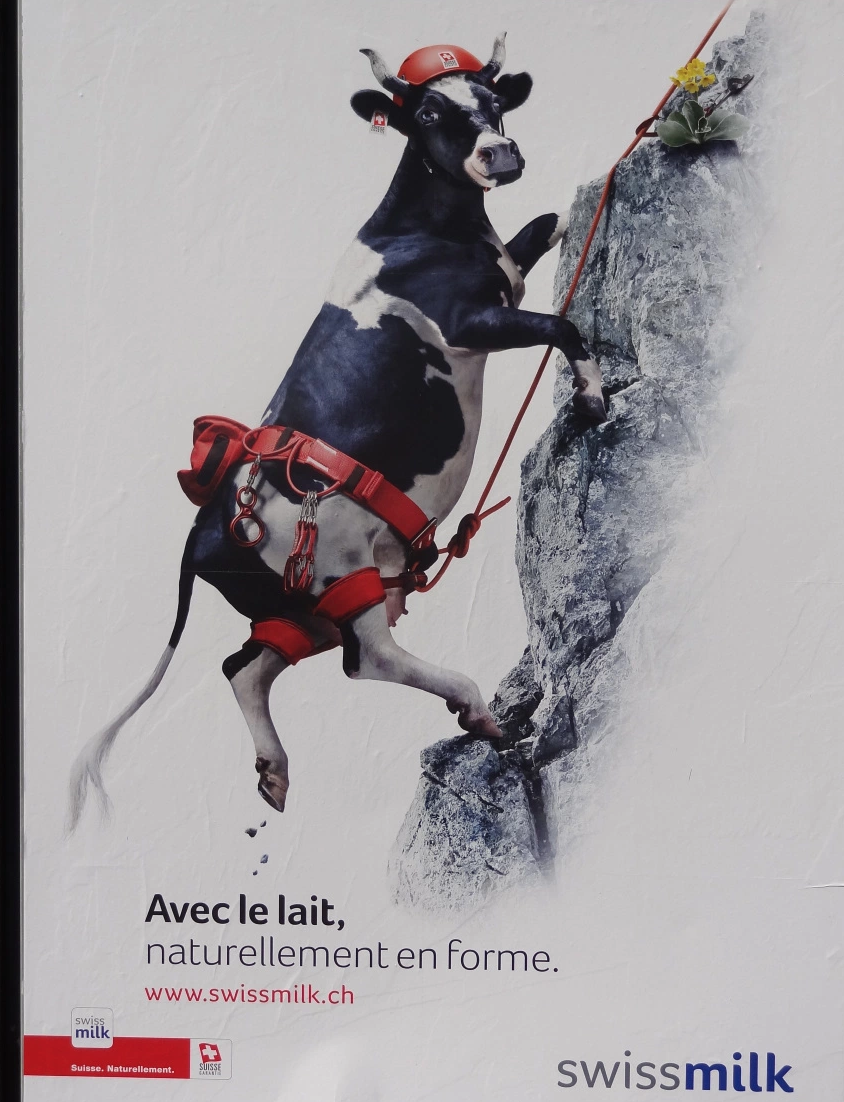 Avec le lait,
naturellement en forme.
www.swissmilk.ch
swiss
milk
Suisse. Naturellement.
SUISSE
GARANTIE
swissmilk